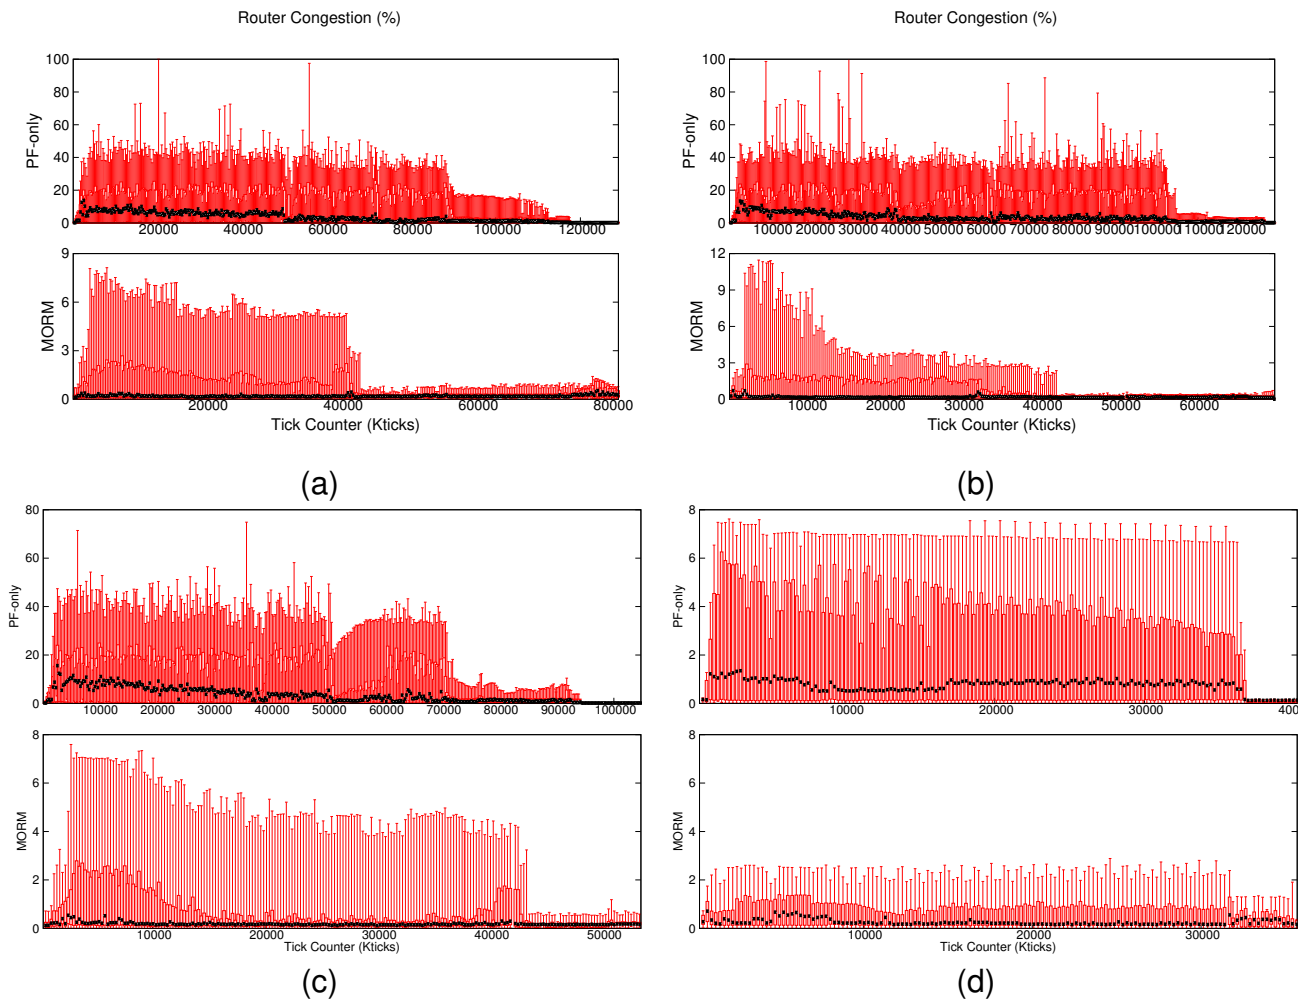 Router Congestion (%)
PF-only
100
80
60
40
20
0
20000 40000 60000 80000 100000 120000
MORM
9
6
3
0
20000 40000 60000 80000
Tick Counter (Kticks)
(a)
Router Congestion (%)
PF-only
100
80
60
40
20
0
10000 20000 30000 40000 50000 60000 70000 80000 90000 100000 110000 120000
MORM
12
9
6
3
0
10000 20000 30000 40000 50000 60000
Tick Counter (Kticks)
(b)
PF-only
80
60
40
20
0
10000 20000 30000 40000 50000 60000 70000 80000 90000 100000
MORM
8
6
4
2
0
10000 20000 30000 40000 50000
Tick Counter (Kticks)
(c)
PF-only
8
6
4
2
0
10000 20000 30000 4000
MORM
8
6
4
2
0
10000 20000 30000
Tick Counter (Kticks)
(d)